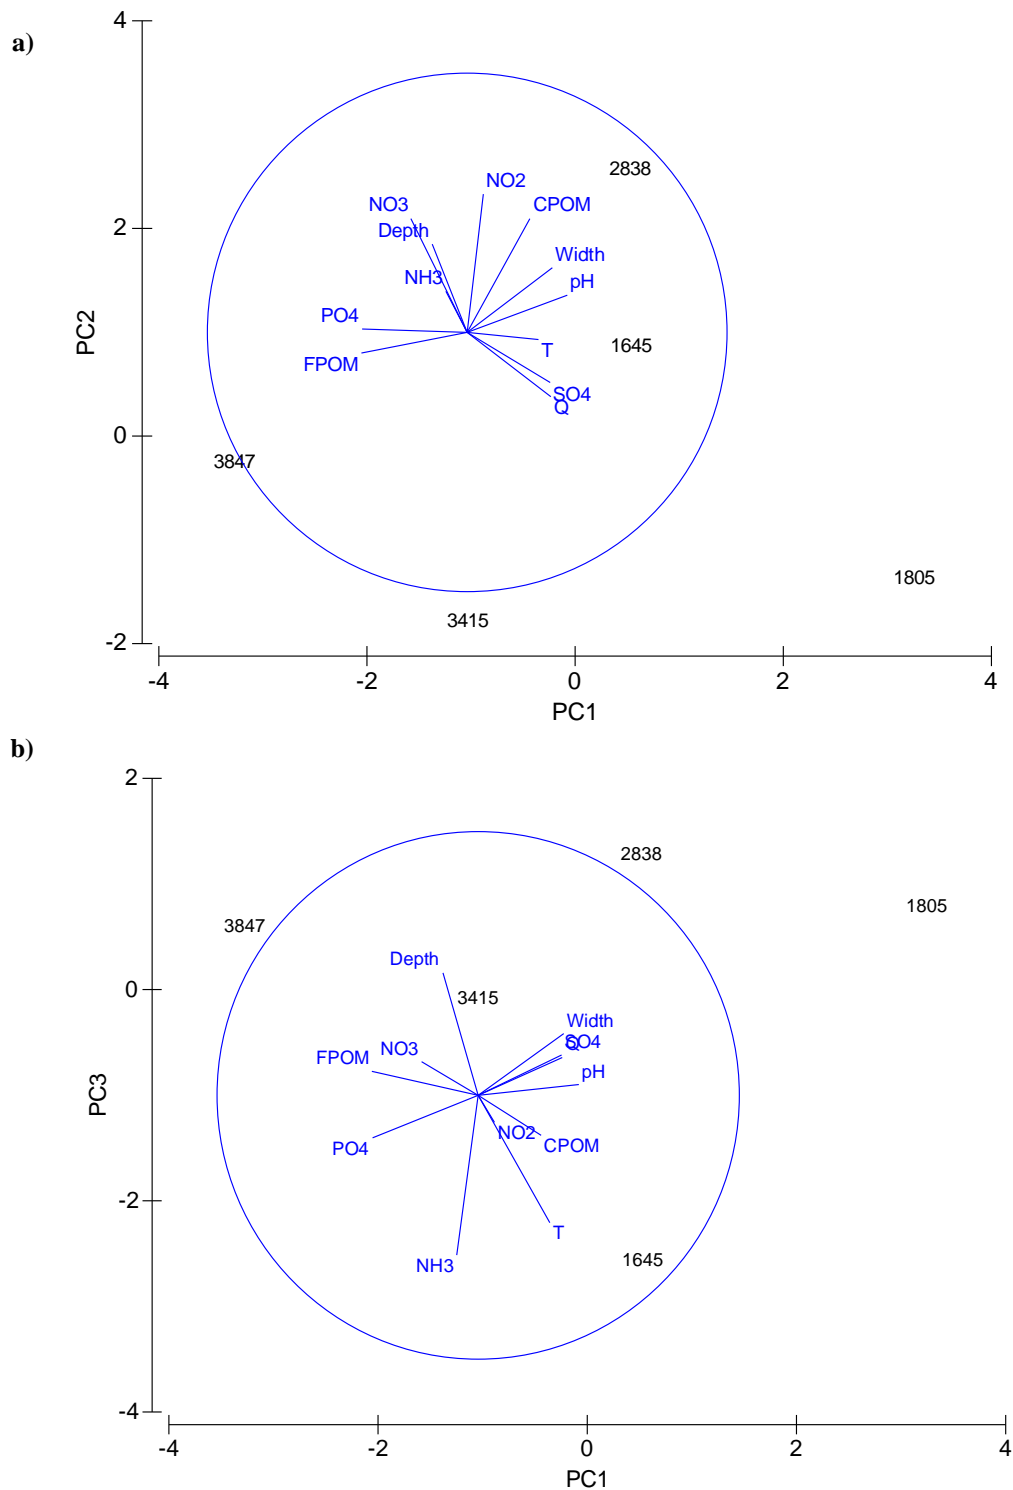 a)
4
2838
NO2
NO3
CPOM
2
Depth
Width
NH3
pH
PO4
PC2
1645
T
FPOM
SO4
Q
0
3847
1805
3415
-2
-4
-2
0
2
4
PC1
b)
2
2838
1805
3847
Depth
0
3415
Width
SO4
Q
NO3
FPOM
pH
PC3
NO2
CPOM
PO4
-2
T
1645
NH3
-4
-4
-2
0
2
4
PC1